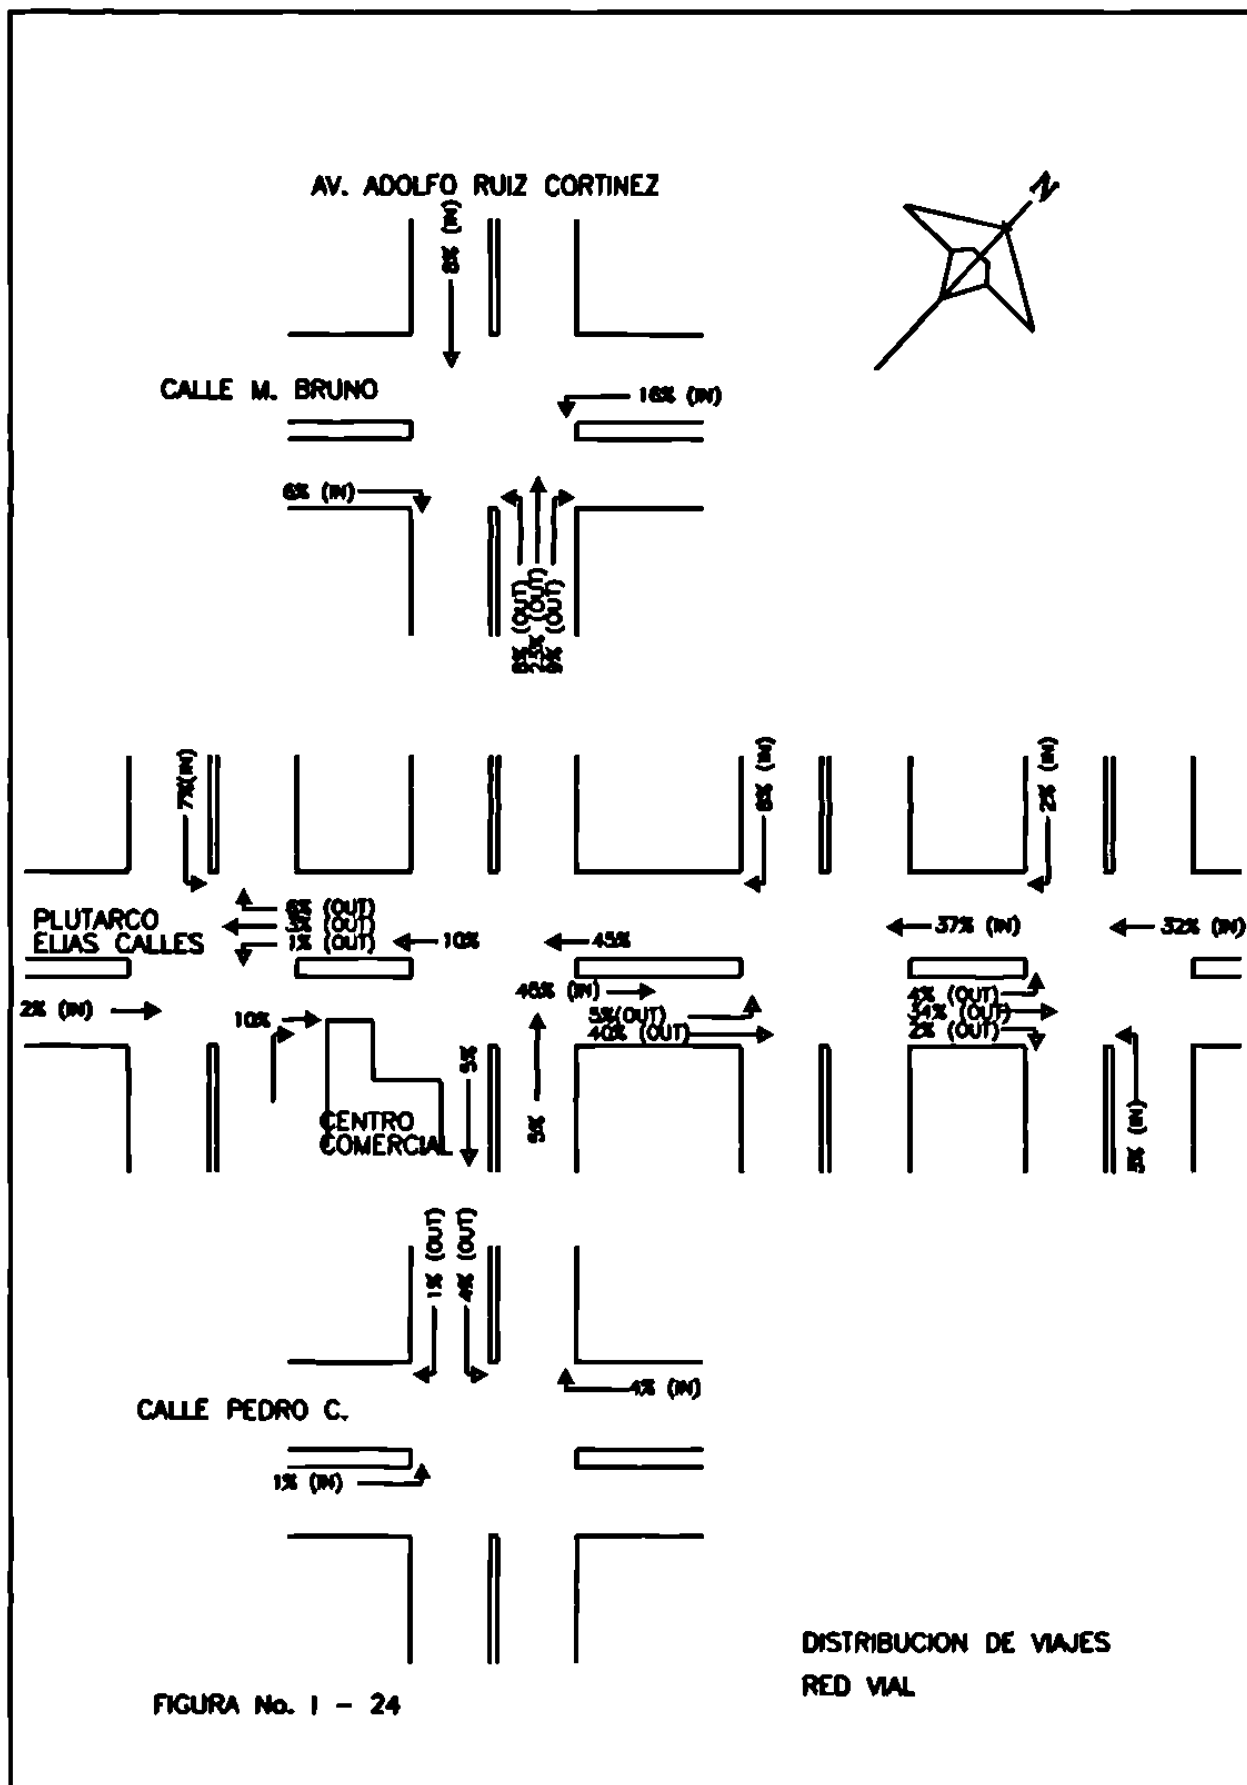 AV. ADOLFO RUIZ CORTINEZ
N
8% (IN)
CALLE M. BRUNO
16% (IN)
6% (IN)
(OUT)
(OUT)
(OUT)
7%(IN)
8% (IN)
2% (IN)
PLUTARCO
ELIAS CALLES
6% (OUT)
3% (OUT)
1% (OUT)
10%
45%
37% (IN)
32% (IN)
2% (IN)
(IN)
5%(OUT)
40% (OUT)
4% (OUT)
34% (OUT)
2% (OUT)
10%
5%
5%
(IN)
CENTRO
COMERCIAL
1% (OUT)
4% (OUT)
4% (IN)
CALLE PEDRO C.
1% (IN)
DISTRIBUCION DE VIAJES
RED VIAL
FIGURA No. I - 24